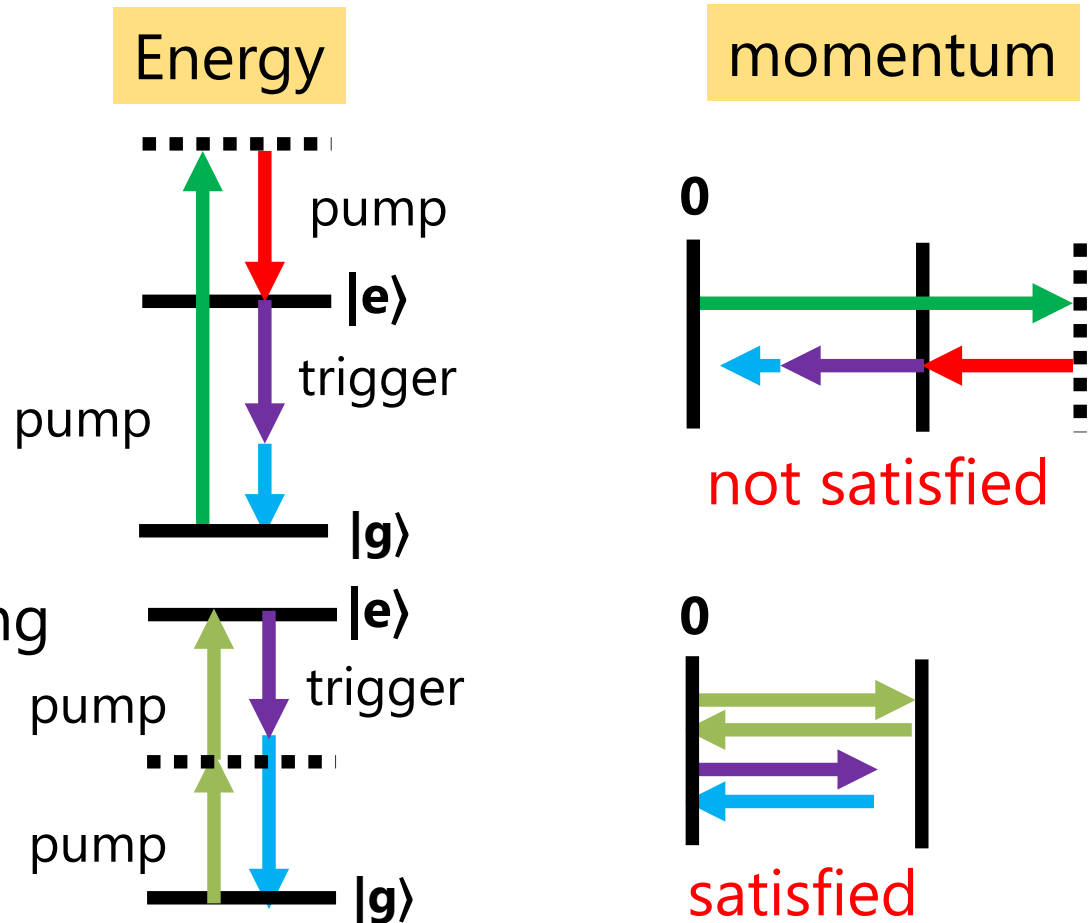 Energy
momentum
pump
0
|e⟩
trigger
pump
not satisfied
|g⟩
|e⟩
0
trigger
pump
pump
|g⟩
satisfied